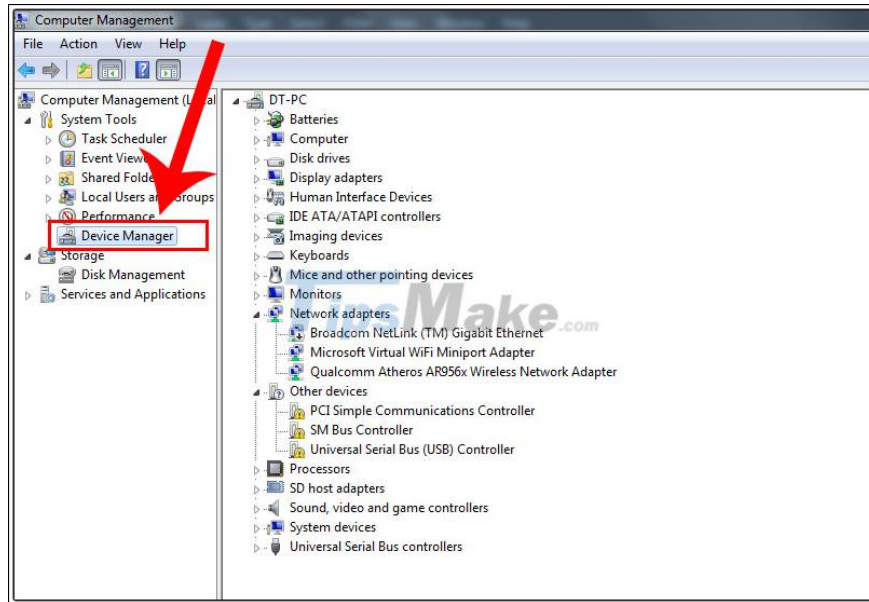 Computer Management
File Action View Help
Computer Management (L al
System Tools
Task Scheduler
Event View
Shared Folde
Local Users a Groups
Performance
Device Manager
Storage
Disk Management
Services and Applications
DT-PC
Batteries
Computer
Disk drives
Display adapters
Human Interface Devices
IDE ATA/ATAPI controllers
Imaging devices
Keyboards
Mice and other pointing devices
Monitors
Network adapters
Broadcom NetLink (TM) Gigabit Ethernet
Microsoft Virtual WiFi Miniport Adapter
Qualcomm Atheros AR956x Wireless Network Adapter
Other devices
PCI Simple Communications Controller
SM Bus Controller
Universal Serial Bus (USB) Controller
Processors
SD host adapters
Sound, video and game controllers
System devices
Universal Serial Bus controllers
TipsMake.com